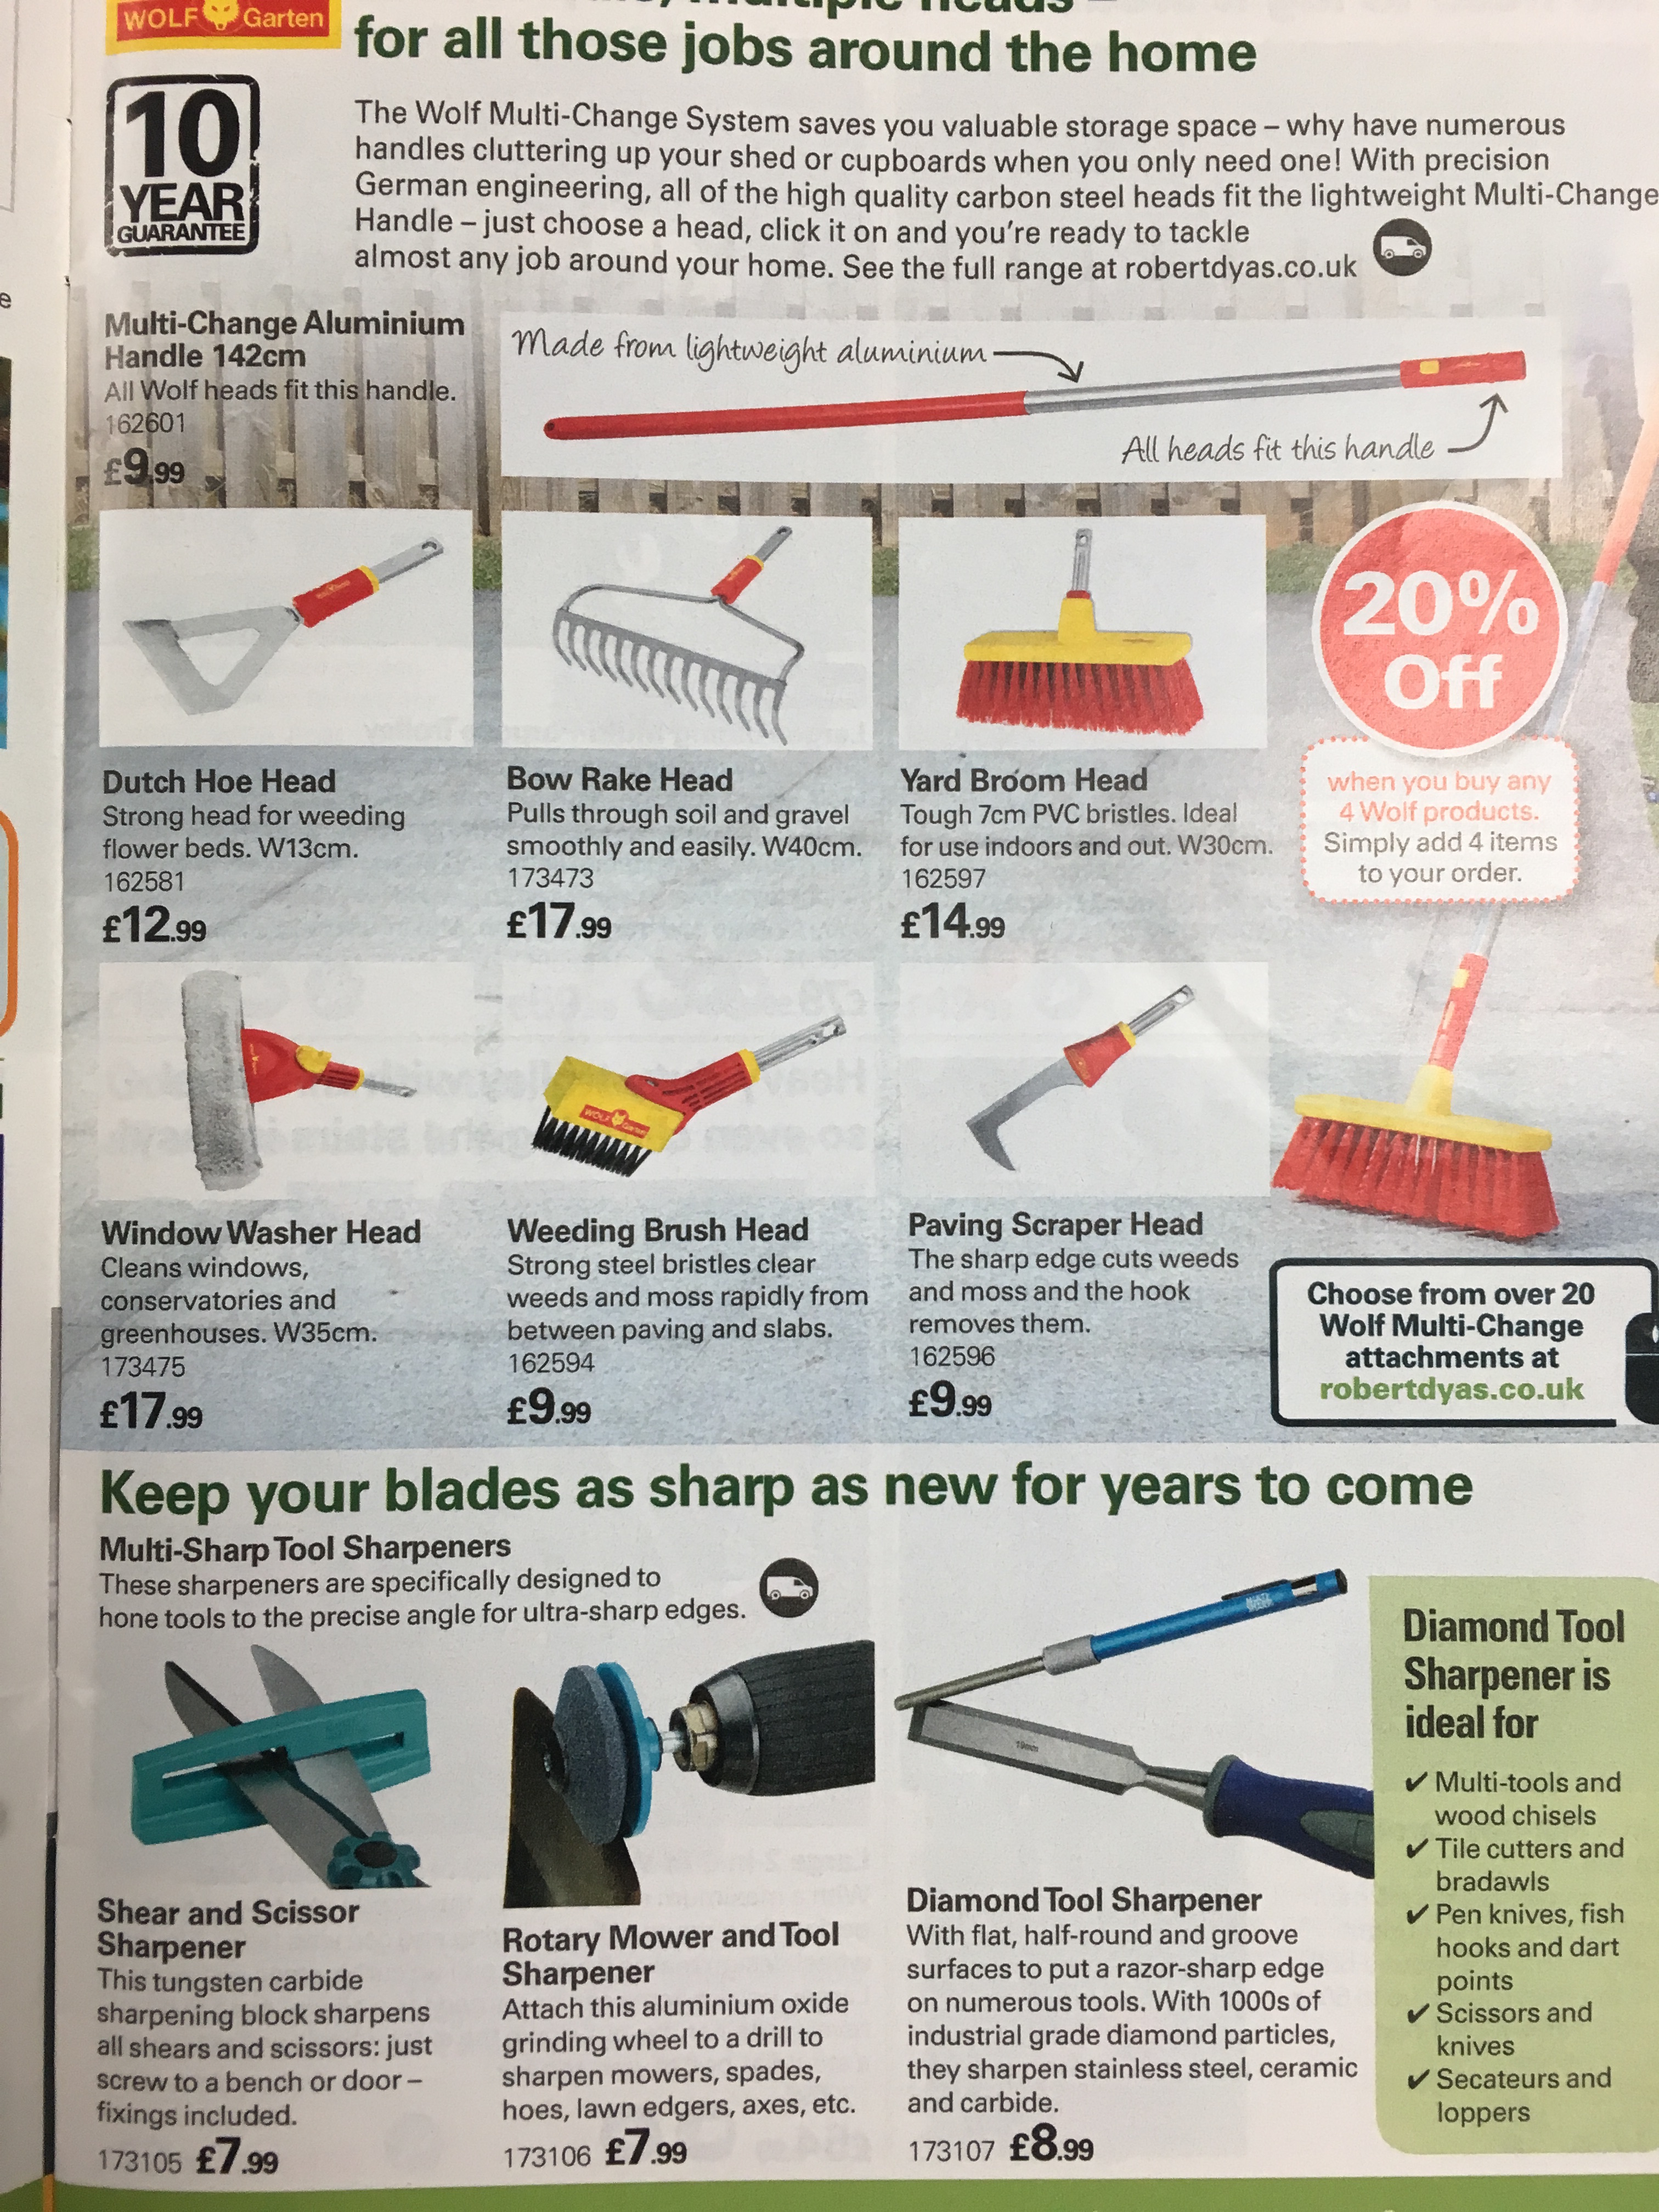 WOLF Garten
for all those jobs around the home
10
YEAR
GUARANTEE
The Wolf Multi-Change System saves you valuable storage space – why have numerous
handles cluttering up your shed or cupboards when you only need one! With precision
German engineering, all of the high quality carbon steel heads fit the lightweight Multi-Change
Handle – just choose a head, click it on and you're ready to tackle
almost any job around your home. See the full range at robertdyas.co.uk
Multi-Change Aluminium
Handle 142cm
All Wolf heads fit this handle.
162601
£9.99
Made from lightweight aluminium
All heads fit this handle
20%
Off
when you buy any
4 Wolf products.
Simply add 4 items
to your order.
Dutch Hoe Head
Strong head for weeding
flower beds. W13cm.
162581
£12.99
Bow Rake Head
Pulls through soil and gravel
smoothly and easily. W40cm.
173473
£17.99
Yard Broom Head
Tough 7cm PVC bristles. Ideal
for use indoors and out. W30cm.
162597
£14.99
WOLF Garten
Window Washer Head
Cleans windows,
conservatories and
greenhouses. W35cm.
173475
£17.99
Weeding Brush Head
Strong steel bristles clear
weeds and moss rapidly from
between paving and slabs.
162594
£9.99
Paving Scraper Head
The sharp edge cuts weeds
and moss and the hook
removes them.
162596
£9.99
Choose from over 20
Wolf Multi-Change
attachments at
robertdyas.co.uk
Keep your blades as sharp as new for years to come
Multi-Sharp Tool Sharpeners
These sharpeners are specifically designed to
hone tools to the precise angle for ultra-sharp edges.
19mm
Shear and Scissor
Sharpener
This tungsten carbide
sharpening block sharpens
all shears and scissors: just
screw to a bench or door –
fixings included.
173105 £7.99
Rotary Mower and Tool
Sharpener
Attach this aluminium oxide
grinding wheel to a drill to
sharpen mowers, spades,
hoes, lawn edgers, axes, etc.
173106 £7.99
Diamond Tool Sharpener
With flat, half-round and groove
surfaces to put a razor-sharp edge
on numerous tools. With 1000s of
industrial grade diamond particles,
they sharpen stainless steel, ceramic
and carbide.
173107 £8.99
Diamond Tool
Sharpener is
ideal for
✔ Multi-tools and
wood chisels
✔ Tile cutters and
bradawls
✔ Pen knives, fish
hooks and dart
points
✔ Scissors and
knives
✔ Secateurs and
loppers